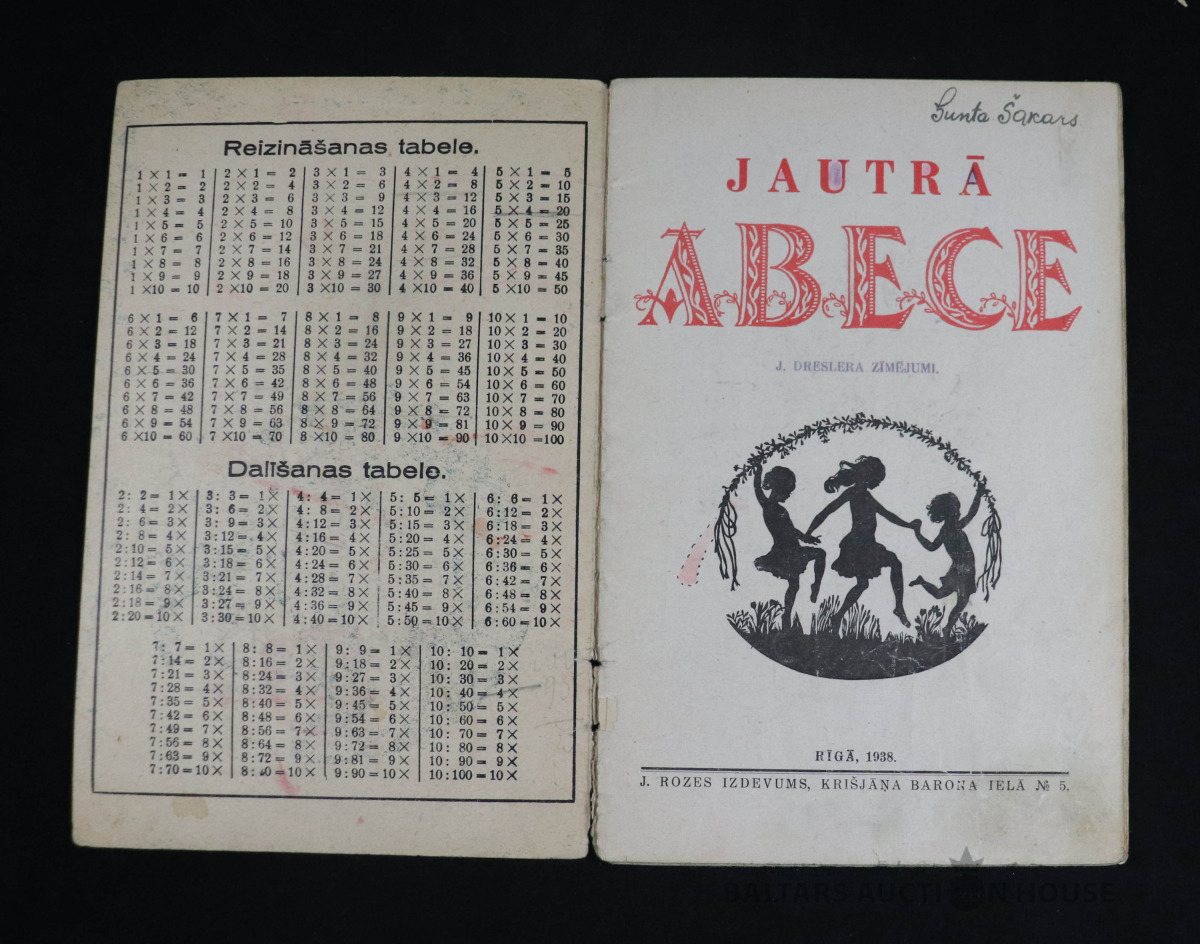 Reizināšanas tabele.
1 × 1 = 1 2 × 1 = 2 3 × 1 = 3 4 × 1 = 4 5 × 1 = 5
1 × 2 = 2 2 × 2 = 4 3 × 2 = 6 4 × 2 = 8 5 × 2 = 10
1 × 3 = 3 2 × 3 = 6 3 × 3 = 9 4 × 3 = 12 5 × 3 = 15
1 × 4 = 4 2 × 4 = 8 3 × 4 = 12 4 × 4 = 16 5 × 4 = 20
1 × 5 = 5 2 × 5 = 10 3 × 5 = 15 4 × 5 = 20 5 × 5 = 25
1 × 6 = 6 2 × 6 = 12 3 × 6 = 18 4 × 6 = 24 5 × 6 = 30
1 × 7 = 7 2 × 7 = 14 3 × 7 = 21 4 × 7 = 28 5 × 7 = 35
1 × 8 = 8 2 × 8 = 16 3 × 8 = 24 4 × 8 = 32 5 × 8 = 40
1 × 9 = 9 2 × 9 = 18 3 × 9 = 27 4 × 9 = 36 5 × 9 = 45
1 ×10 = 10 2 ×10 = 20 3 ×10 = 30 4 ×10 = 40 5 ×10 = 50
6 × 1 = 6 7 × 1 = 7 8 × 1 = 8 9 × 1 = 9 10× 1 = 10
6 × 2 = 12 7 × 2 = 14 8 × 2 = 16 9 × 2 = 18 10× 2 = 20
6 × 3 = 18 7 × 3 = 21 8 × 3 = 24 9 × 3 = 27 10× 3 = 30
6 × 4 = 24 7 × 4 = 28 8 × 4 = 32 9 × 4 = 36 10× 4 = 40
6 × 5 = 30 7 × 5 = 35 8 × 5 = 40 9 × 5 = 45 10× 5 = 50
6 × 6 = 36 7 × 6 = 42 8 × 6 = 48 9 × 6 = 54 10× 6 = 60
6 × 7 = 42 7 × 7 = 49 8 × 7 = 56 9 × 7 = 63 10× 7 = 70
6 × 8 = 48 7 × 8 = 56 8 × 8 = 64 9 × 8 = 72 10× 8 = 80
6 × 9 = 54 7 × 9 = 63 8 × 9 = 72 9 × 9 = 81 10× 9 = 90
6 ×10 = 60 7 ×10 = 70 8 ×10 = 80 9 ×10 = 90 10×10 =100
Dalīšanas tabele.
2: 2= 1× 3: 3= 1× 4: 4= 1× 5: 5= 1× 6: 6= 1×
2: 4= 2× 3: 6= 2× 4: 8= 2× 5:10= 2× 6:12= 2×
2: 6= 3× 3: 9= 3× 4:12= 3× 5:15= 3× 6:18= 3×
2: 8= 4× 3:12= 4× 4:16= 4× 5:20= 4× 6:24= 4×
2:10= 5× 3:15= 5× 4:20= 5× 5:25= 5× 6:30= 5×
2:12= 6× 3:18= 6× 4:24= 6× 5:30= 6× 6:36= 6×
2:14= 7× 3:21= 7× 4:28= 7× 5:35= 7× 6:42= 7×
2:16= 8× 3:24= 8× 4:32= 8× 5:40= 8× 6:48= 8×
2:18= 9× 3:27= 9× 4:36= 9× 5:45= 9× 6:54= 9×
2:20=10× 3:30=10× 4:40=10× 5:50=10× 6:60=10×
7: 7= 1× 8: 8= 1× 9: 9= 1× 10: 10= 1×
7:14= 2× 8:16= 2× 9:18= 2× 10: 20= 2×
7:21= 3× 8:24= 3× 9:27= 3× 10: 30= 3×
7:28= 4× 8:32= 4× 9:36= 4× 10: 40= 4×
7:35= 5× 8:40= 5× 9:45= 5× 10: 50= 5×
7:42= 6× 8:48= 6× 9:54= 6× 10: 60= 6×
7:49= 7× 8:56= 7× 9:63= 7× 10: 70= 7×
7:56= 8× 8:64= 8× 9:72= 8× 10: 80= 8×
7:63= 9× 8:72= 9× 9:81= 9× 10: 90= 9×
7:70=10× 8:80=10× 9:90=10× 10:100=10×
Gunta Šakars
JAUTRĀ
ĀBECE
J. DRESLERA ZĪMĒJUMI.
RĪGĀ, 1938.
J. ROZES IZDEVUMS, KRIŠJĀŅA BARONA IELĀ № 5.
BALTARS AUCTION HOUSE